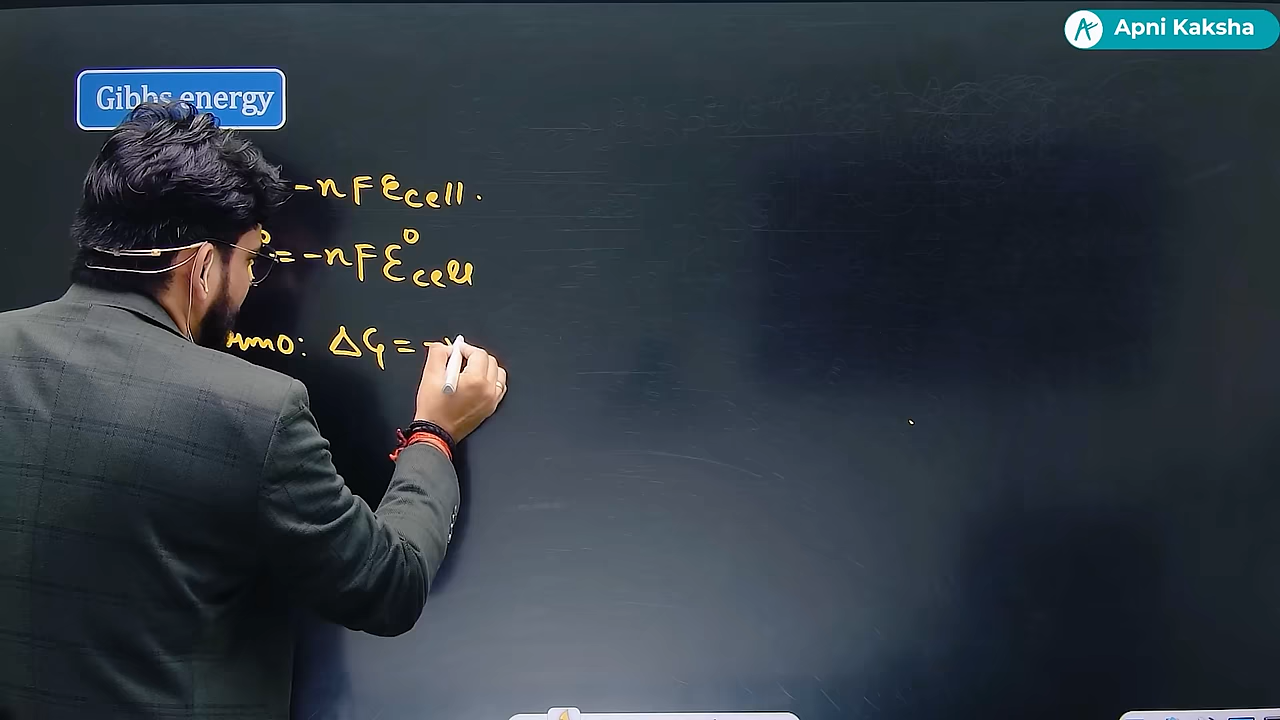 Apni Kaksha
Gibbs energy
-nFEcell.
= -nFE°cell
ΔG = -